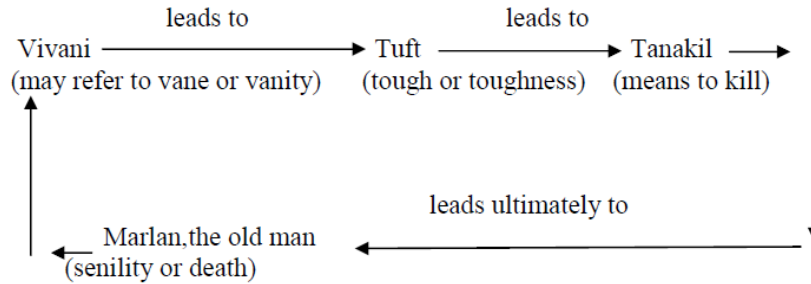 leads to leads to
Vivani Tuft Tanakil
(may refer to vane or vanity) (tough or toughness) (means to kill)
leads ultimately to
Marlan,the old man
(senility or death)